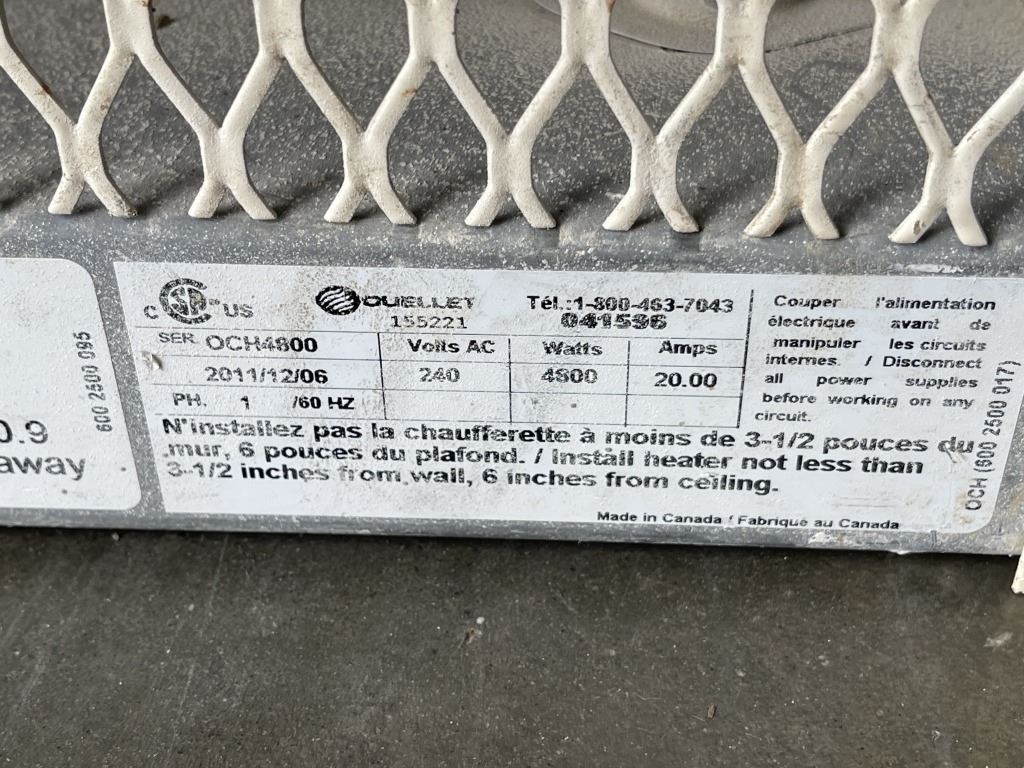 0.9
away
600 2500 095
C CSA US
OUELLET
155221
Tél.:1-800-463-7043
041596
SER OCH4800
Volts AC
Watts
Amps
2011/12/06
240
4800
20.00
PH. 1 /60 HZ
Couper l'alimentation
électrique avant de
manipuler les circuits
internes. / Disconnect
all power supplies
before working on any
circuit.
N'installez pas la chaufferette à moins de 3-1/2 pouces du
mur, 6 pouces du plafond. / Install heater not less than
3-1/2 inches from wall, 6 inches from ceiling.
Made in Canada / Fabriqué au Canada
OCH (600 2500 017)